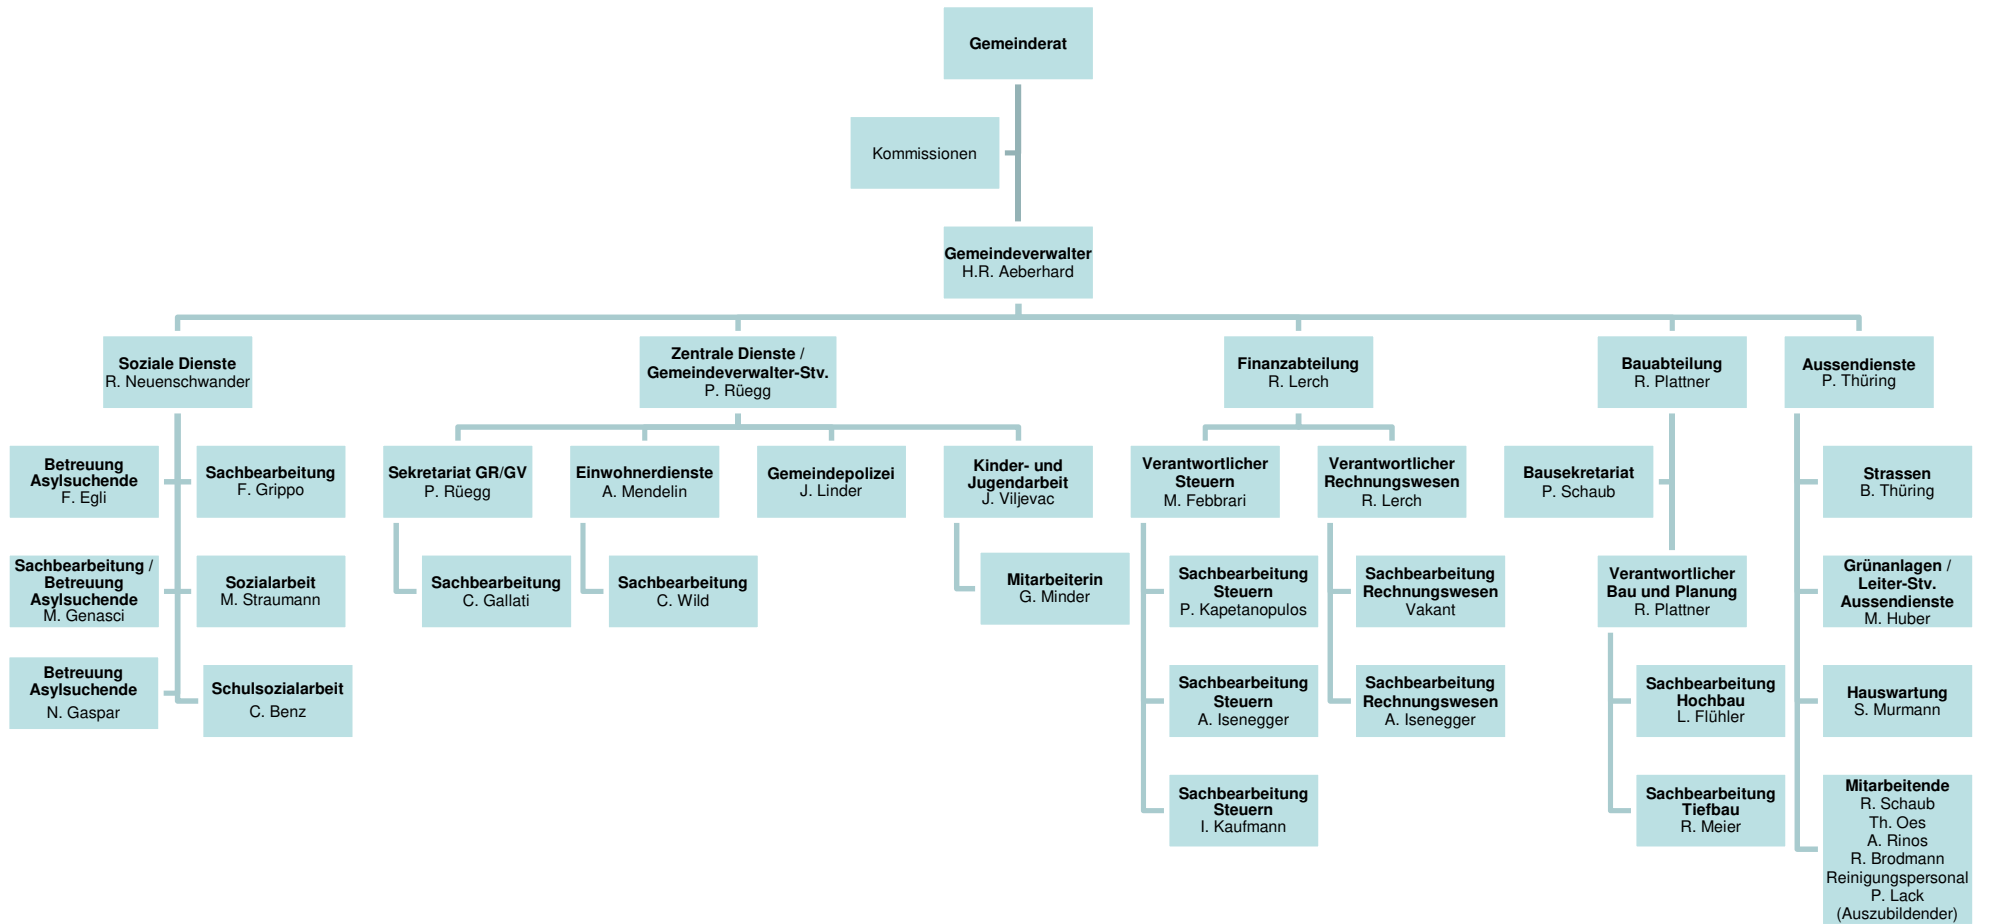 Gemeinderat
Kommissionen
Gemeindeverwalter
H.R. Aeberhard
Soziale Dienste
R. Neuenschwander
Zentrale Dienste /
Gemeindeverwalter-Stv.
P. Rüegg
Finanzabteilung
R. Lerch
Bauabteilung
R. Plattner
Aussendienste
P. Thüring
Betreuung
Asylsuchende
F. Egli
Sachbearbeitung
F. Grippo
Sekretariat GR/GV
P. Rüegg
Einwohnerdienste
A. Mendelin
Gemeindepolizei
J. Linder
Kinder- und
Jugendarbeit
J. Viljevac
Verantwortlicher
Steuern
M. Febbrari
Verantwortlicher
Rechnungswesen
R. Lerch
Bausekretariat
P. Schaub
Strassen
B. Thüring
Sachbearbeitung /
Betreuung
Asylsuchende
M. Genasci
Sozialarbeit
M. Straumann
Sachbearbeitung
C. Gallati
Sachbearbeitung
C. Wild
Mitarbeiterin
G. Minder
Sachbearbeitung
Steuern
P. Kapetanopulos
Sachbearbeitung
Rechnungswesen
Vakant
Verantwortlicher
Bau und Planung
R. Plattner
Grünanlagen /
Leiter-Stv.
Aussendienste
M. Huber
Betreuung
Asylsuchende
N. Gaspar
Schulsozialarbeit
C. Benz
Sachbearbeitung
Steuern
A. Isenegger
Sachbearbeitung
Rechnungswesen
A. Isenegger
Sachbearbeitung
Hochbau
L. Flühler
Hauswartung
S. Murmann
Sachbearbeitung
Steuern
I. Kaufmann
Sachbearbeitung
Tiefbau
R. Meier
Mitarbeitende
R. Schaub
Th. Oes
A. Rinos
R. Brodmann
Reinigungspersonal
P. Lack
(Auszubildender)